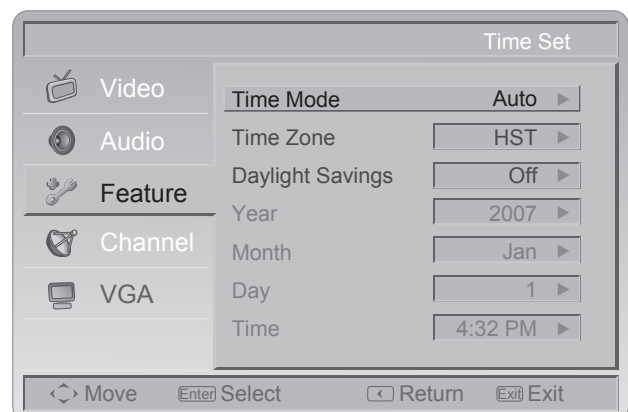 Time Set
Video
Audio
Feature
Channel
VGA
Time Mode Auto
Time Zone HST
Daylight Savings Off
Year 2007
Month Jan
Day 1
Time 4:32 PM
Move Enter Select Return Exit Exit